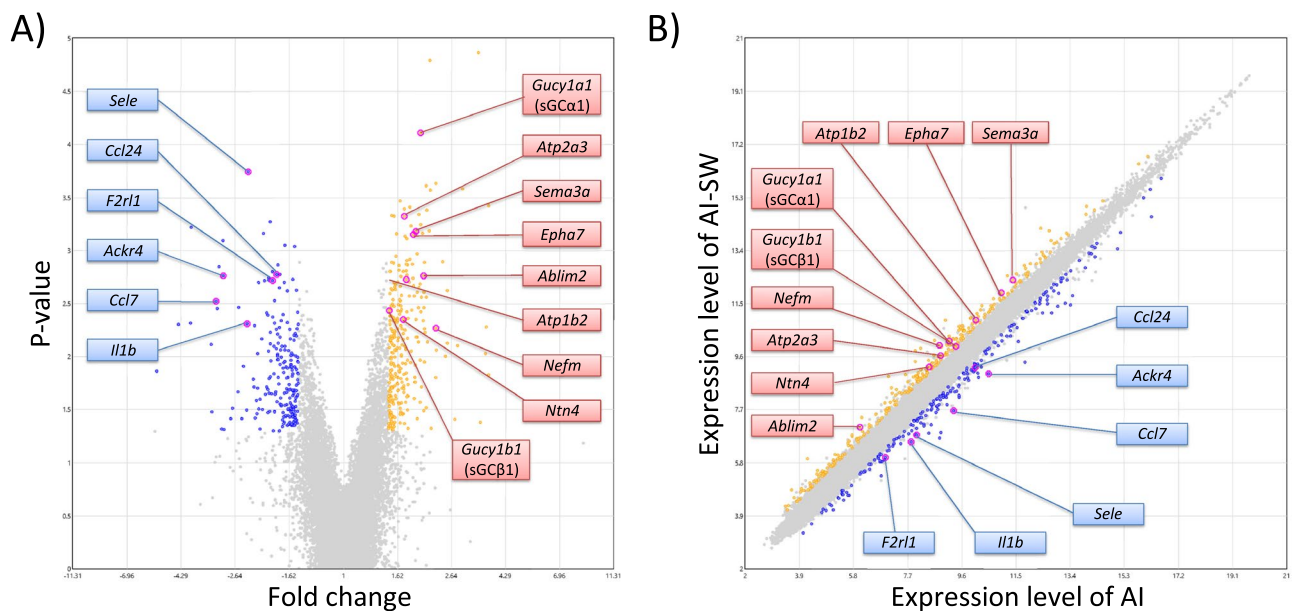 A)
B)
5
4.5
4
3.5
3
2.5
2
1.5
1
0.5
0
P-value
-11.31 -6.96 -4.29 -2.64 -1.62 1 1.62 2.64 4.29 6.96 11.31
Fold change
Sele
Ccl24
F2rl1
Ackr4
Ccl7
Il1b
Gucy1a1
(sGCα1)
Atp2a3
Sema3a
Epha7
Ablim2
Atp1b2
Nefm
Ntn4
Gucy1b1
(sGCβ1)
21
19.1
17.2
15.3
13.4
11.5
9.6
7.7
5.8
3.9
2
Expression level of AI-SW
2 3.9 5.8 7.7 9.6 11.5 13.4 15.3 17.2 19.1 21
Expression level of AI
Atp1b2
Epha7
Sema3a
Gucy1a1
(sGCα1)
Gucy1b1
(sGCβ1)
Nefm
Atp2a3
Ntn4
Ablim2
Ccl24
Ackr4
Ccl7
Sele
F2rl1
Il1b